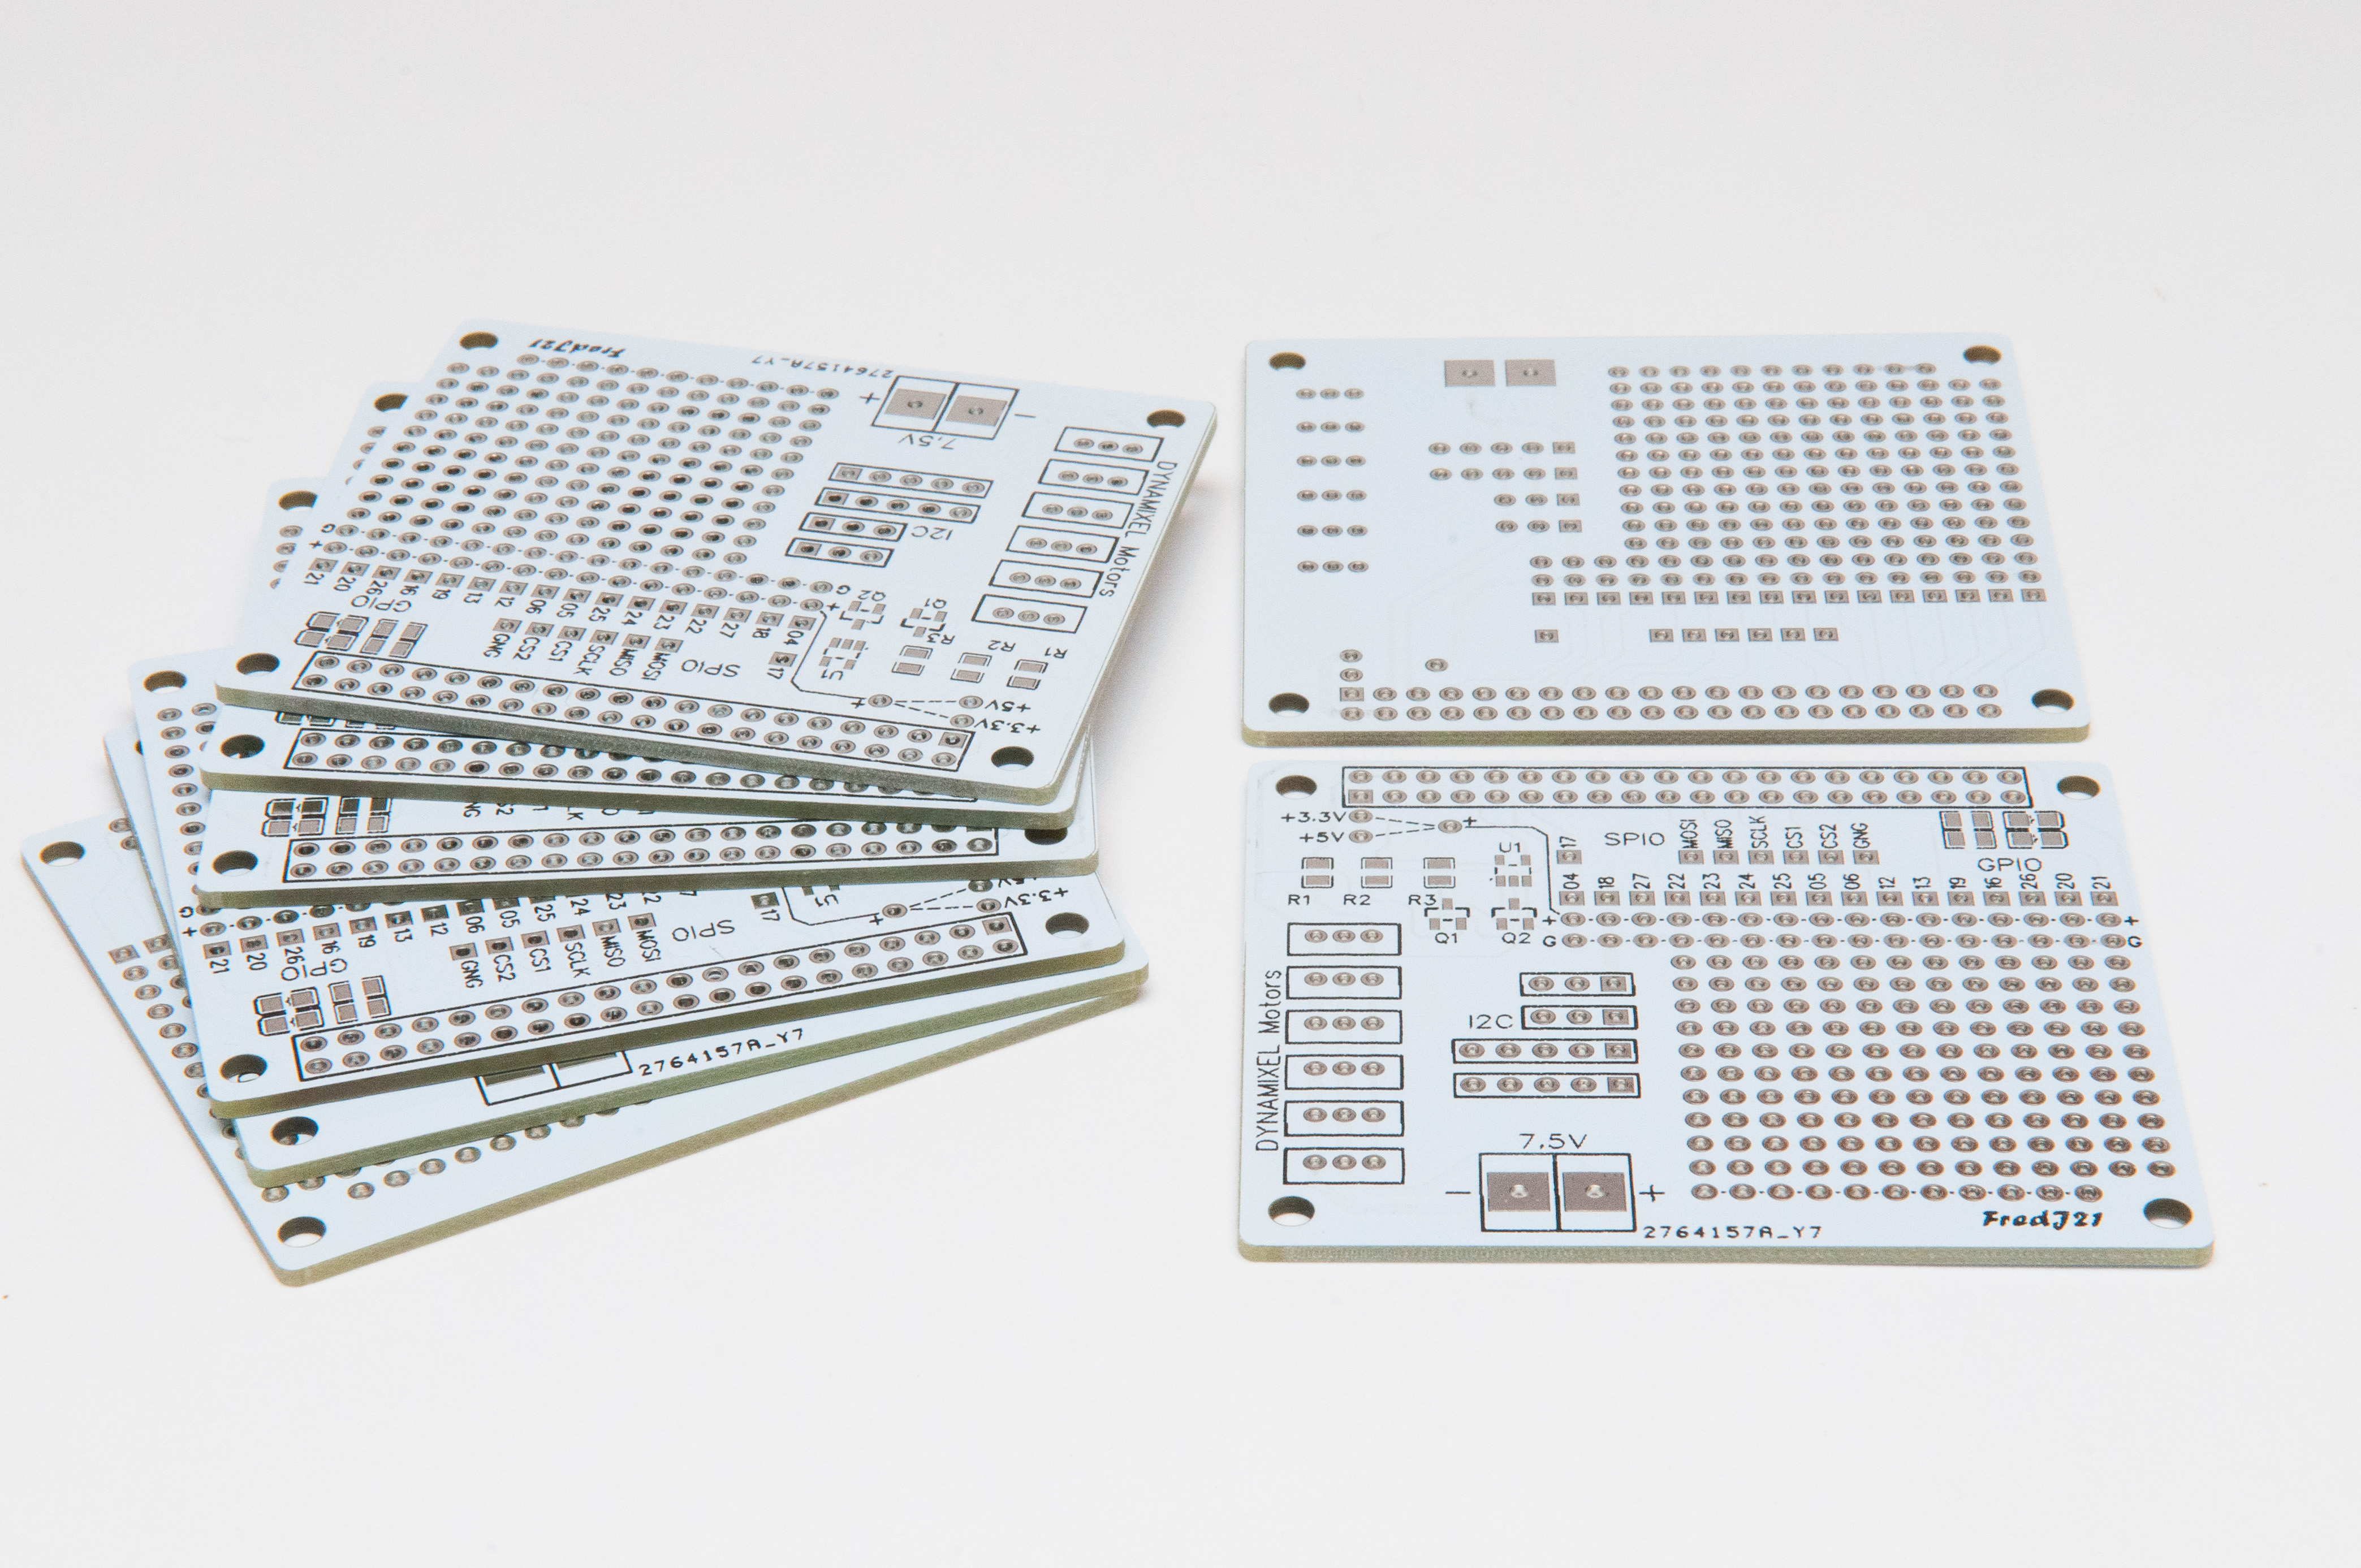 FredJ21
2764157A_Y7
+ -
7.5V
DYNAMIXEL Motors
I2C
G
+
21 20 26 16 19 13 12 06 05 25 24 23 22 27 18 04
G
+
GPIO
GNG CS2 CS1 SCLK MISO MOSI
SPIO
17
Q2 Q1
U1
R3 R2 R1
+
+5V
+3.3V
G
+
21 20 26 16 19 13 12 06 05 25 24 23
GPIO
GNG CS2 CS1 SCLK MISO MOSI
SPIO
17
U1
+
+3.3V
2764157A_Y7
+3.3V
+5V
+
17
SPIO
MOSI MISO SCLK CS1 CS2 GNG
GPIO
U1
R1 R2 R3
Q1 Q2
04 18 27 22 23 24 25 05 06 12 13 19 16 26 20 21
+ +
G G
DYNAMIXEL Motors
I2C
7.5V
- +
2764157A_Y7
FredJ21